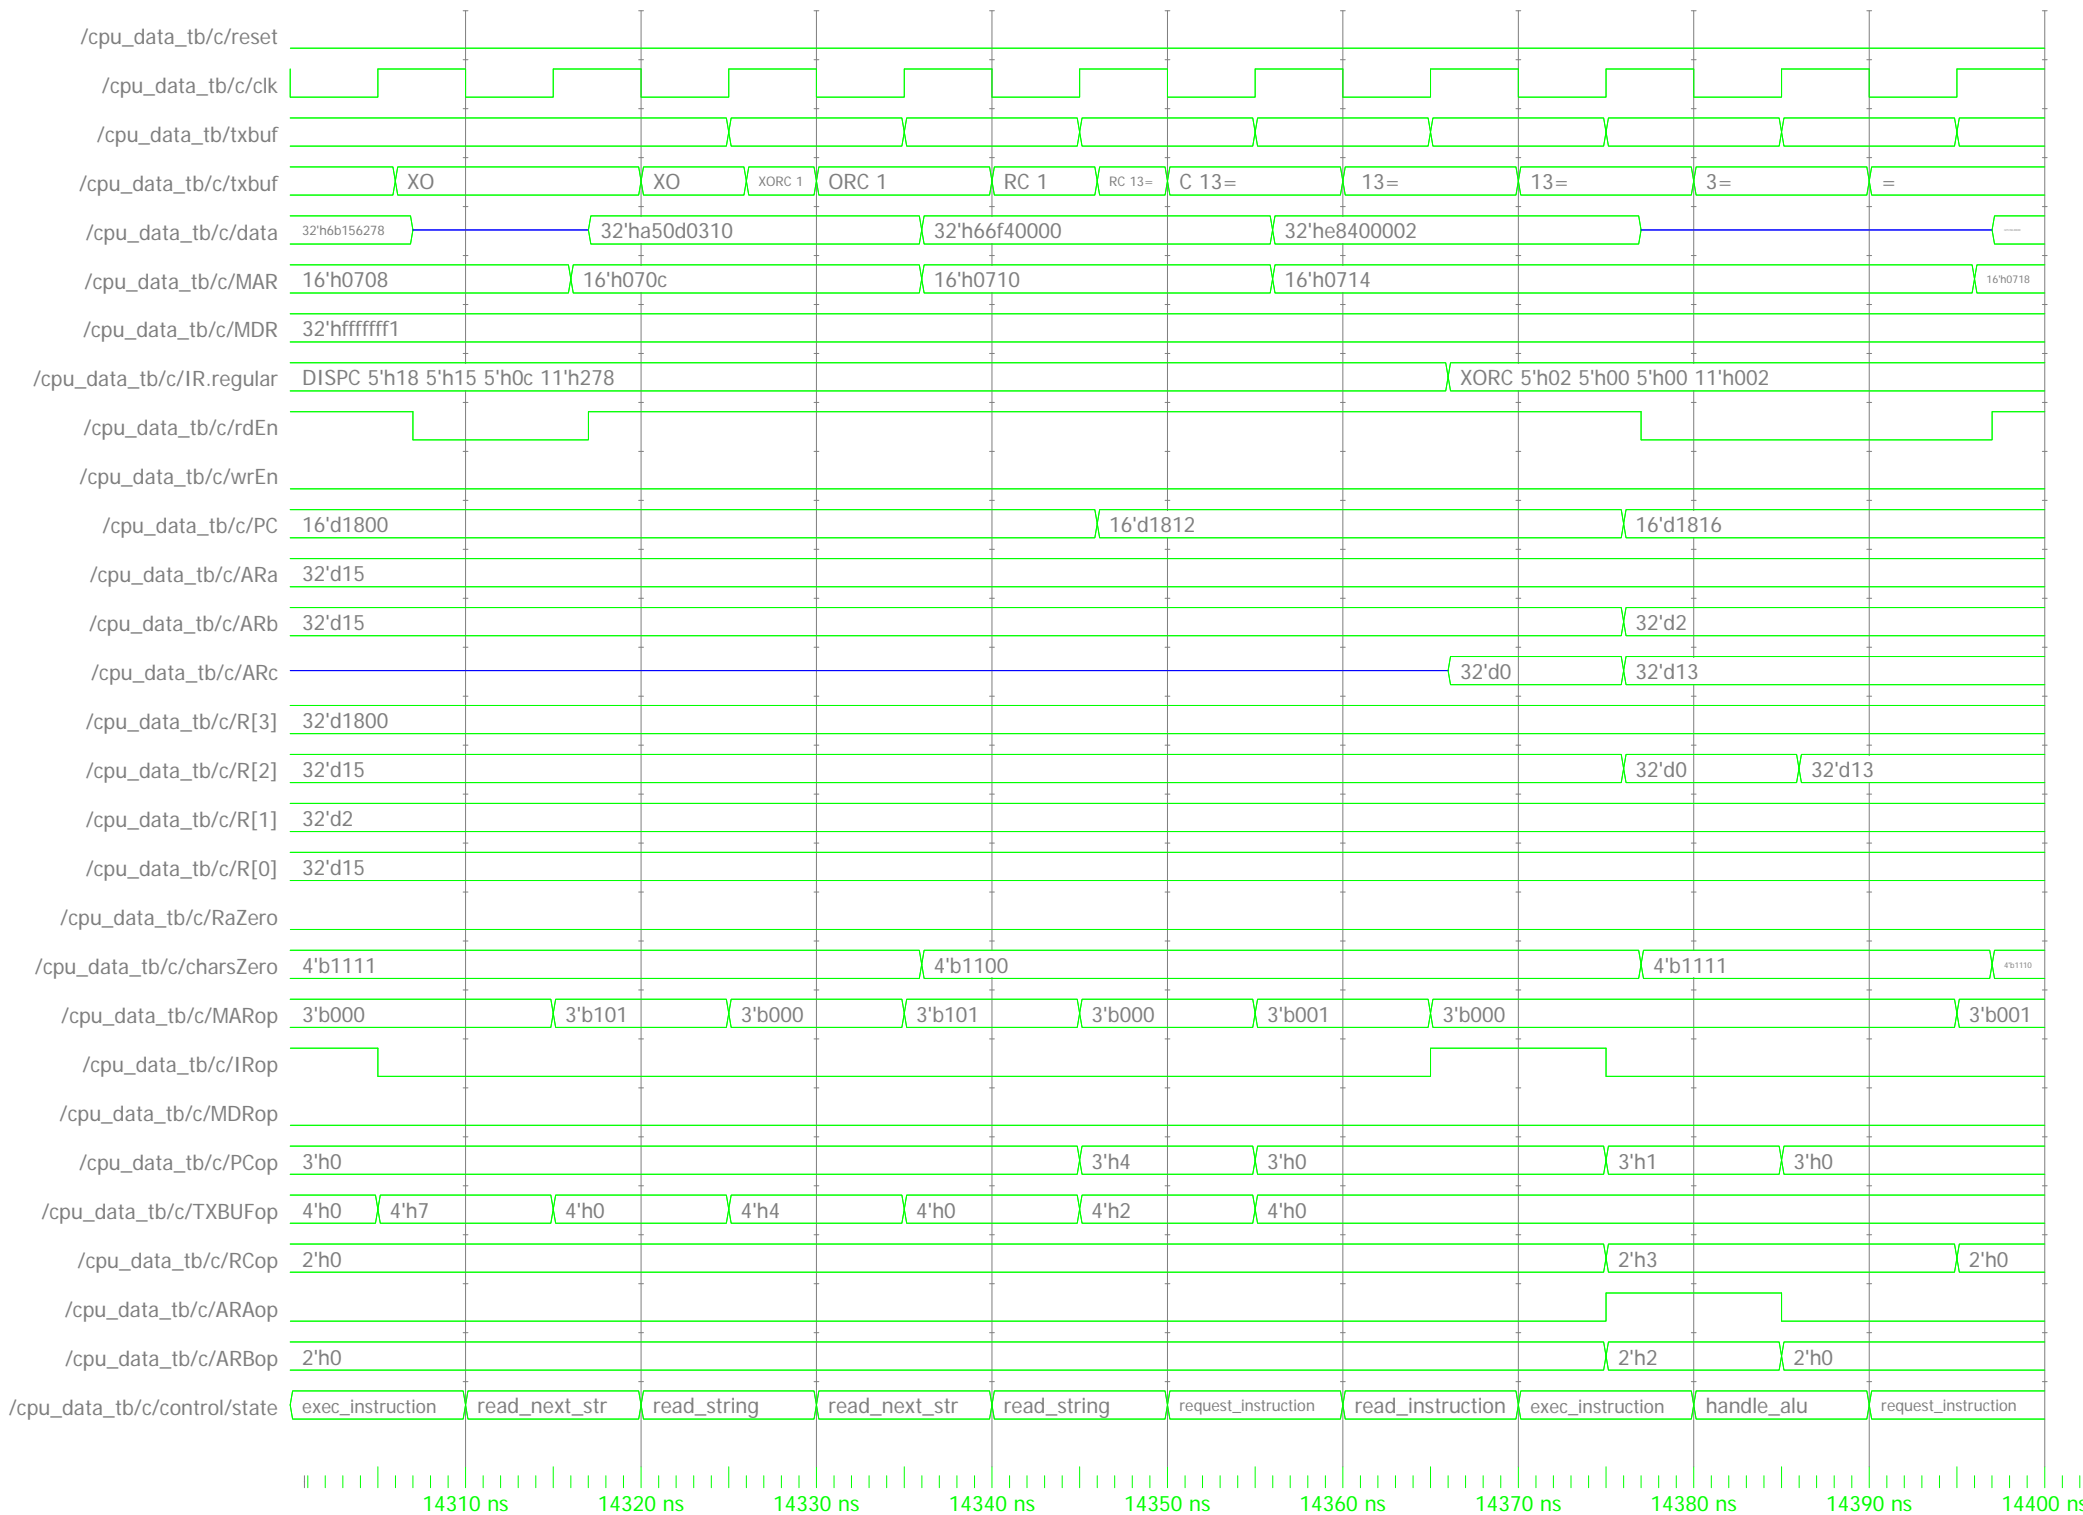 /cpu_data_tb/c/reset
/cpu_data_tb/c/clk
/cpu_data_tb/txbuf
/cpu_data_tb/c/txbuf XO XO XORC 1 ORC 1 RC 1 RC 13= C 13= 13= 13= 3= =
/cpu_data_tb/c/data 32'h6b156278 32'ha50d0310 32'h66f40000 32'he8400002
/cpu_data_tb/c/MAR 16'h0708 16'h070c 16'h0710 16'h0714 16'h0718
/cpu_data_tb/c/MDR 32'hfffffff1
/cpu_data_tb/c/IR.regular DISPC 5'h18 5'h15 5'h0c 11'h278 XORC 5'h02 5'h00 5'h00 11'h002
/cpu_data_tb/c/rdEn
/cpu_data_tb/c/wrEn
/cpu_data_tb/c/PC 16'd1800 16'd1812 16'd1816
/cpu_data_tb/c/ARa 32'd15
/cpu_data_tb/c/ARb 32'd15 32'd2
/cpu_data_tb/c/ARc 32'd0 32'd13
/cpu_data_tb/c/R[3] 32'd1800
/cpu_data_tb/c/R[2] 32'd15 32'd0 32'd13
/cpu_data_tb/c/R[1] 32'd2
/cpu_data_tb/c/R[0] 32'd15
/cpu_data_tb/c/RaZero
/cpu_data_tb/c/charsZero 4'b1111 4'b1100 4'b1111 4'b1110
/cpu_data_tb/c/MARop 3'b000 3'b101 3'b000 3'b101 3'b000 3'b001 3'b000 3'b001
/cpu_data_tb/c/IRop
/cpu_data_tb/c/MDRop
/cpu_data_tb/c/PCop 3'h0 3'h4 3'h0 3'h1 3'h0
/cpu_data_tb/c/TXBUFop 4'h0 4'h7 4'h0 4'h4 4'h0 4'h2 4'h0
/cpu_data_tb/c/RCop 2'h0 2'h3 2'h0
/cpu_data_tb/c/ARAop
/cpu_data_tb/c/ARBop 2'h0 2'h2 2'h0
/cpu_data_tb/c/control/state exec_instruction read_next_str read_string read_next_str read_string request_instruction read_instruction exec_instruction handle_alu request_instruction
14310 ns 14320 ns 14330 ns 14340 ns 14350 ns 14360 ns 14370 ns 14380 ns 14390 ns 14400 ns